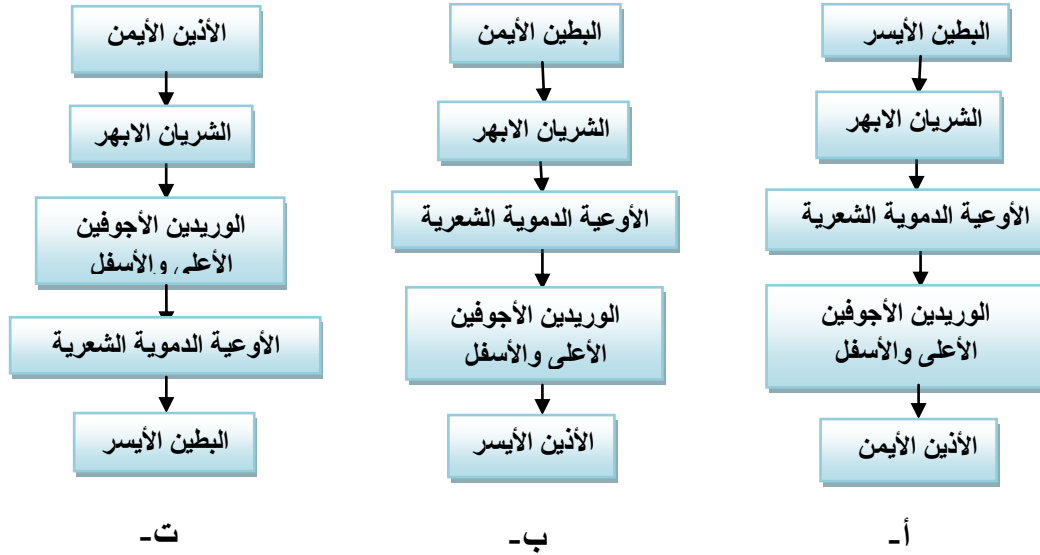 البطين الأيسر
الشريان الابهر
الأوعية الدموية الشعرية
الوريدين الأجوفين
الأعلى والأسفل
الأذين الأيمن
أ-
البطين الأيمن
الشريان الابهر
الأوعية الدموية الشعرية
الوريدين الأجوفين
الأعلى والأسفل
الأذين الأيسر
ب-
الأذين الأيمن
الشريان الابهر
الوريدين الأجوفين
الأعلى والأسفل
الأوعية الدموية الشعرية
البطين الأيسر
ت-